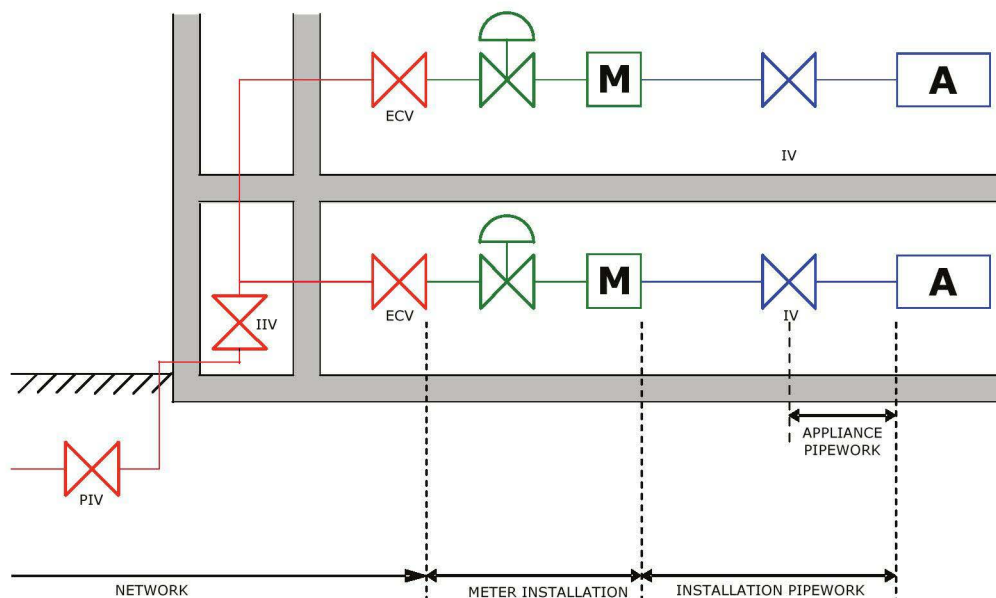 M
A
ECV
IV
M
A
IIV
ECV
IV
APPLIANCE
PIPEWORK
PIV
NETWORK
METER INSTALLATION
INSTALLATION PIPEWORK